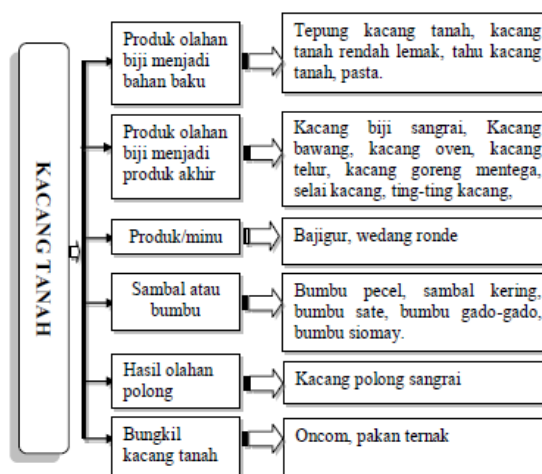 KACANG TANAH
Produk olahan
biji menjadi
bahan baku
Tepung kacang tanah, kacang
tanah rendah lemak, tahu kacang
tanah, pasta.
Produk olahan
biji menjadi
produk akhir
Kacang biji sangrai, Kacang
bawang, kacang oven, kacang
telur, kacang goreng mentega,
selai kacang, ting-ting kacang,
Produk/minu
Bajigur, wedang ronde
Sambal atau
bumbu
Bumbu pecel, sambal kering,
bumbu sate, bumbu gado-gado,
bumbu siomay.
Hasil olahan
polong
Kacang polong sangrai
Bungkil
kacang tanah
Oncom, pakan ternak